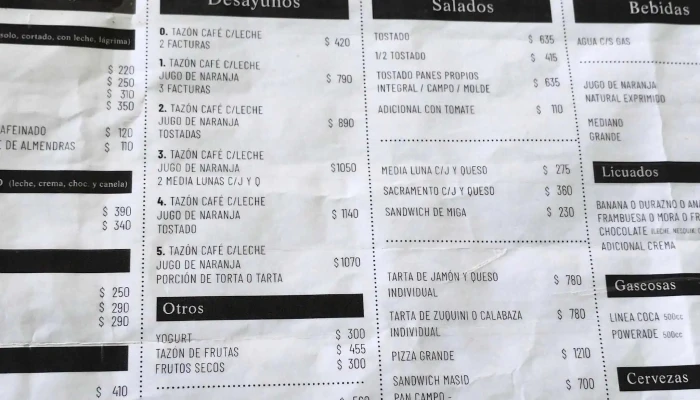 solo, cortado, con leche, lágrima)
$ 220
$ 250
$ 310
$ 350
AFEINADO $ 120
DE ALMENDRAS $ 110
(leche, crema, choc. y canela)
$ 390
$ 340
$ 250
$ 290
$ 290
$ 410
Desayunos
0. TAZÓN CAFÉ C/LECHE
2 FACTURAS $ 420
1. TAZÓN CAFÉ C/LECHE
JUGO DE NARANJA $ 790
3 FACTURAS
2. TAZÓN CAFÉ C/LECHE
JUGO DE NARANJA $ 890
TOSTADAS
3. TAZÓN CAFÉ C/LECHE
JUGO DE NARANJA $1050
2 MEDIA LUNAS C/J Y Q
4. TAZÓN CAFÉ C/LECHE
JUGO DE NARANJA $ 1140
TOSTADO
5. TAZÓN CAFÉ C/LECHE
JUGO DE NARANJA $1070
PORCIÓN DE TORTA O TARTA
Otros
YOGURT $ 300
TAZÓN DE FRUTAS $ 455
FRUTOS SECOS $ 300
Salados
TOSTADO $ 635
1/2 TOSTADO $ 415
TOSTADO PANES PROPIOS
INTEGRAL / CAMPO / MOLDE $ 635
ADICIONAL CON TOMATE $ 110
MEDIA LUNA C/J Y QUESO $ 275
SACRAMENTO C/J Y QUESO $ 380
SANDWICH DE MIGA $ 230
TARTA DE JAMÓN Y QUESO $ 780
INDIVIDUAL
TARTA DE ZUQUINI O CALABAZA $ 780
INDIVIDUAL
PIZZA GRANDE $ 1210
SANDWICH MASID $ 700
PAN CAMPO -
Bebidas
AGUA C/S GAS
JUGO DE NARANJA
NATURAL EXPRIMIDO
MEDIANO
GRANDE
Licuados
BANANA O DURAZNO O ANA
FRAMBUESA O MORA O FR
CHOCOLATE
ADICIONAL CREMA
Gaseosas
LINEA COCA 500cc
POWERADE 500cc
Cervezas